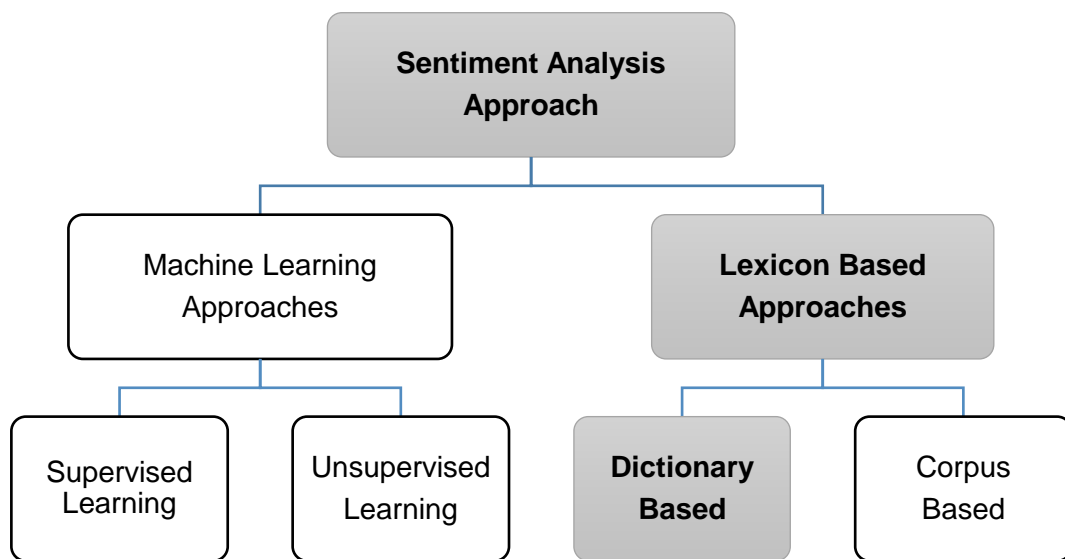 Sentiment Analysis
Approach
Machine Learning
Approaches
Lexicon Based
Approaches
Supervised
Learning
Unsupervised
Learning
Dictionary
Based
Corpus
Based